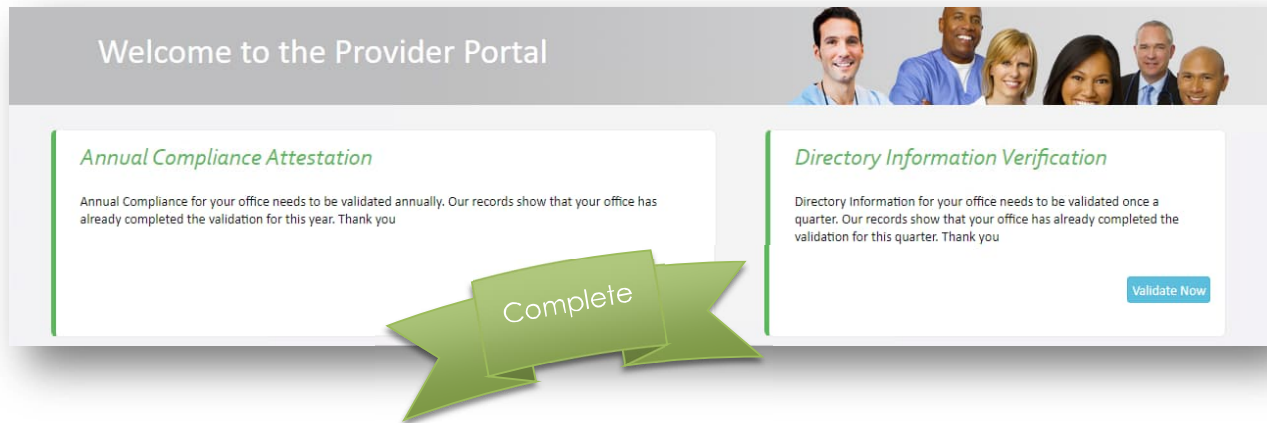 Welcome to the Provider Portal
Annual Compliance Attestation
Annual Compliance for your office needs to be validated annually. Our records show that your office has
already completed the validation for this year. Thank you
Directory Information Verification
Directory Information for your office needs to be validated once a
quarter. Our records show that your office has already completed the
validation for this quarter. Thank you
Validate Now
Complete